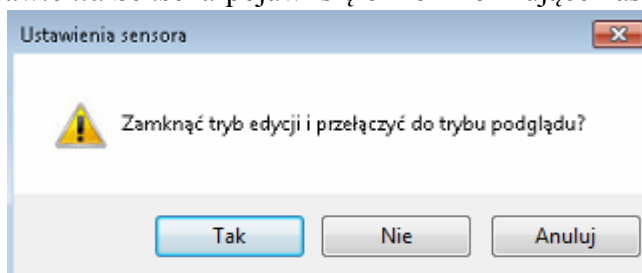 Ustawienia sensora
Zamknąć tryb edycji i przełączyć do trybu podglądu?
Tak Nie Anuluj